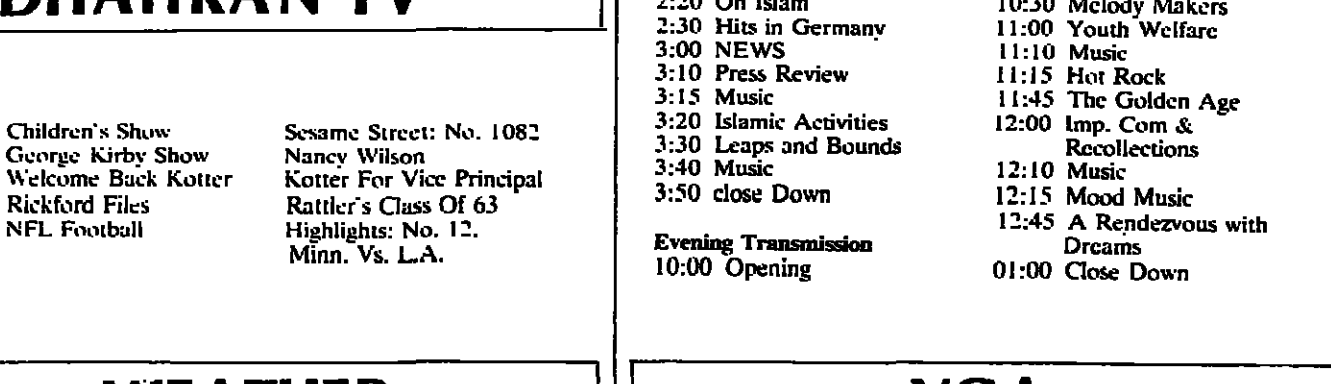 DHAHRAN TV
Children's Show Sesame Street: No. 1082
George Kirby Show Nancy Wilson
Welcome Back Kotter Kotter For Vice Principal
Rickford Files Rattler's Class Of 63
NFL Football Highlights: No. 12.
Minn. Vs. L.A.
2:20 On Islam
2:30 Hits in Germany
3:00 NEWS
3:10 Press Review
3:15 Music
3:20 Islamic Activities
3:30 Leaps and Bounds
3:40 Music
3:50 close Down
Evening Transmission
10:00 Opening
10:30 Melody Makers
11:00 Youth Welfare
11:10 Music
11:15 Hot Rock
11:45 The Golden Age
12:00 Imp. Com &
Recollections
12:10 Music
12:15 Mood Music
12:45 A Rendezvous with
Dreams
01:00 Close Down
WEATHER
VOA